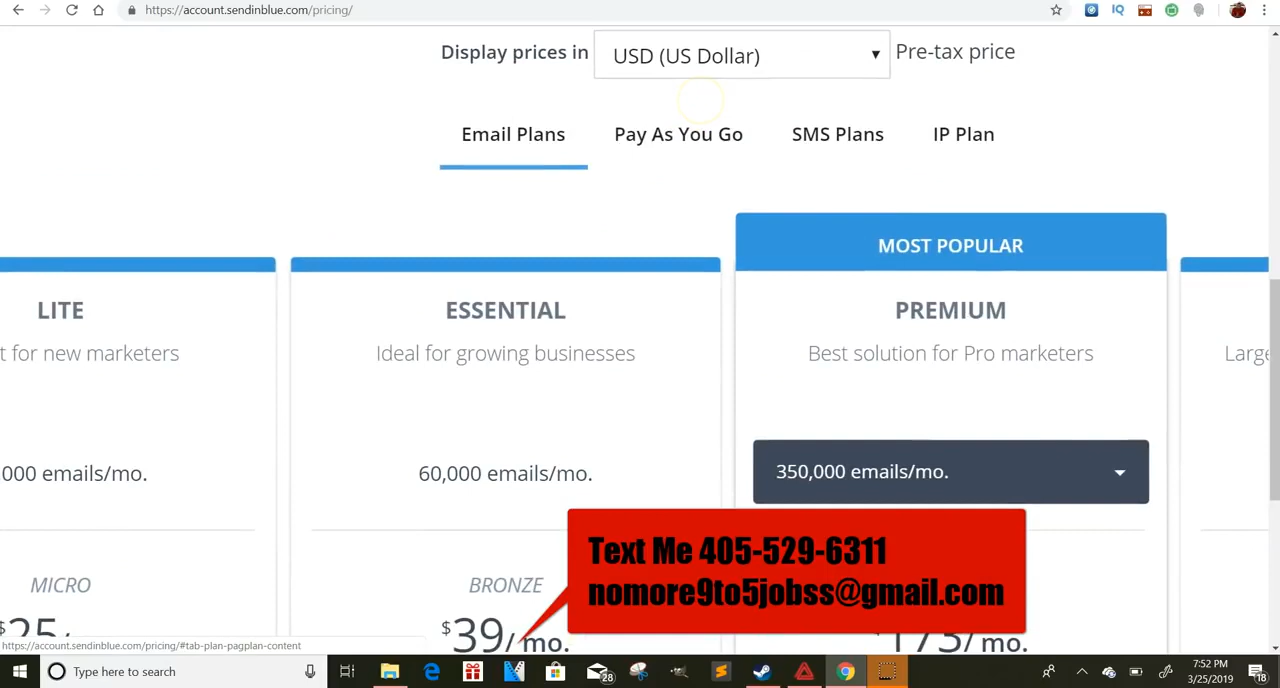 https://account.sendinblue.com/pricing/
IQ
Display prices in
USD (US Dollar)
Pre-tax price
Email Plans
Pay As You Go
SMS Plans
IP Plan
MOST POPULAR
LITE
ESSENTIAL
PREMIUM
t for new marketers
Ideal for growing businesses
Best solution for Pro marketers
Large
000 emails/mo.
60,000 emails/mo.
350,000 emails/mo.
Text Me 405-529-6311
nomore9to5jobss@gmail.com
MICRO
BRONZE
$25/
$39/ mo.
173/mo.
https://account.sendinblue.com/pricing/#tab-plan-pagplan-content
Type here to search
28
7:52 PM
3/25/2019
18